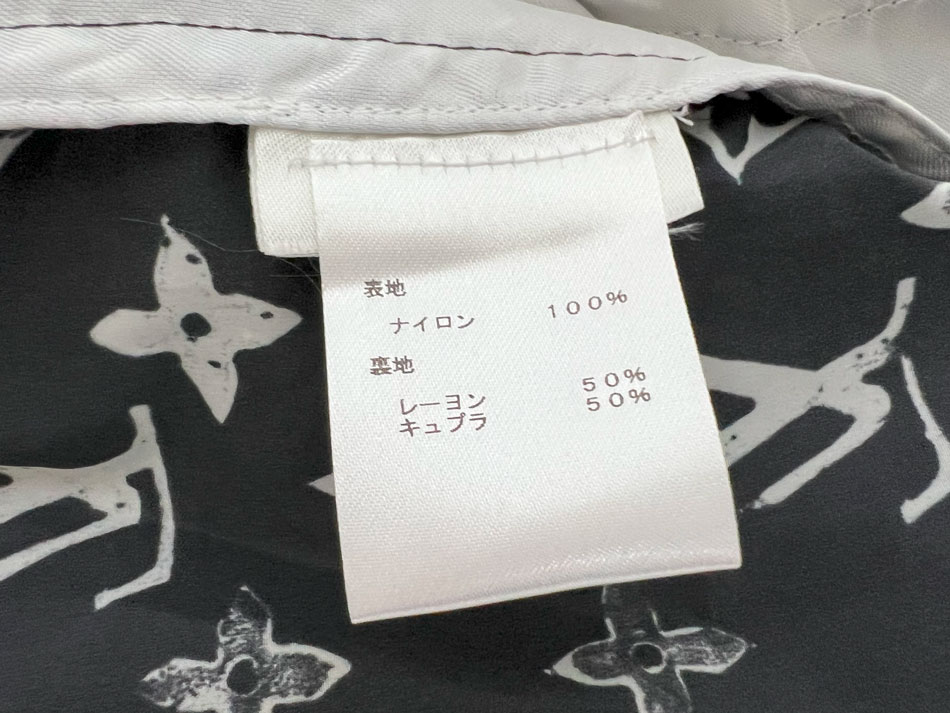 表地
ナイロン １００％
裏地
レーヨン ５０％
キュプラ ５０％